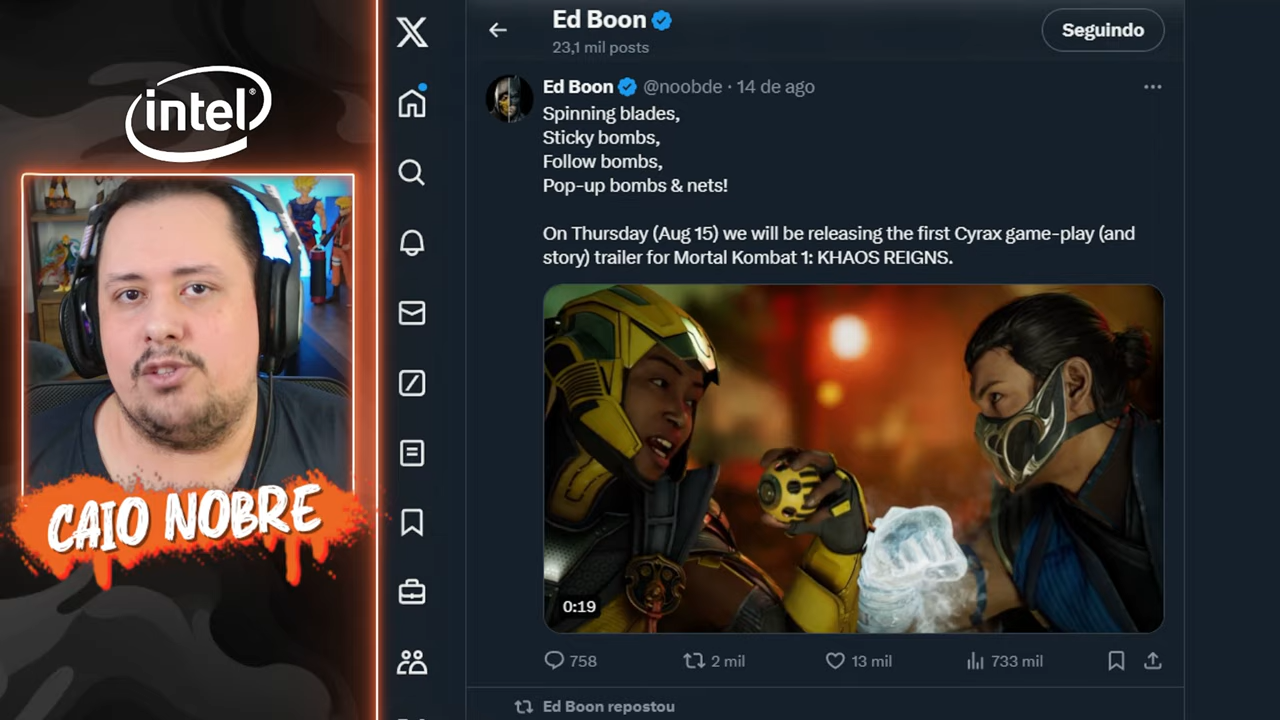 intel®
CAIO NOBRE
Ed Boon
23,1 mil posts
Seguindo
Ed Boon @noobde · 14 de ago
Spinning blades,
Sticky bombs,
Follow bombs,
Pop-up bombs & nets!
On Thursday (Aug 15) we will be releasing the first Cyrax game-play (and
story) trailer for Mortal Kombat 1: KHAOS REIGNS.
0:19
758
2 mil
13 mil
733 mil
Ed Boon repostou